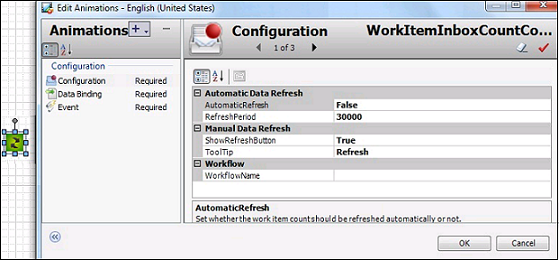 Edit Animations - English (United States)
Animations
Configuration
WorkItemInboxCountCo...
1 of 3
Configuration
Configuration Required
Data Binding Required
Event Required
Automatic Data Refresh
AutomaticRefresh False
RefreshPeriod 30000
Manual Data Refresh
ShowRefreshButton True
ToolTip Refresh
Workflow
WorkflowName
AutomaticRefresh
Set whether the work item count should be refreshed automatically or not.
OK
Cancel